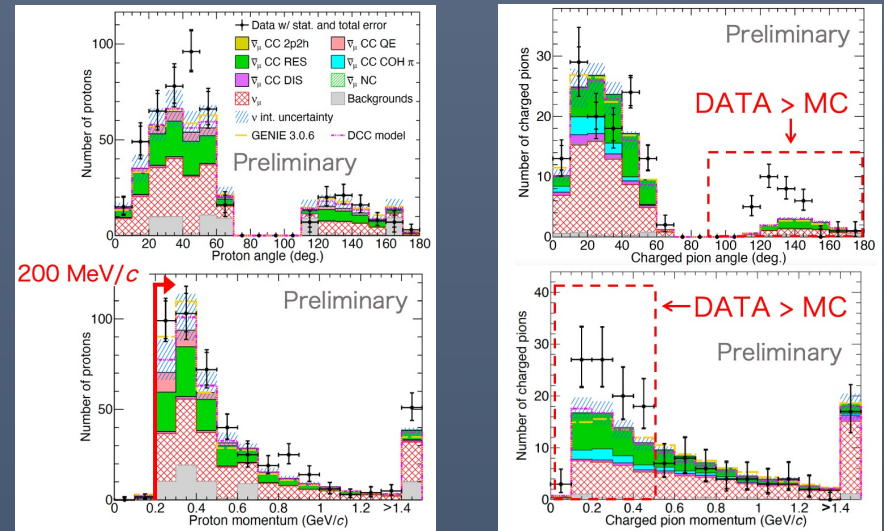 Data w/ stat. and total error
ν̄μ CC 2p2h
ν̄μ CC QE
ν̄μ CC RES
ν̄μ CC COH π
ν̄μ CC DIS
ν̄μ NC
νμ
Backgrounds
ν int. uncertainty
GENIE 3.0.6
DCC model
Preliminary
Number of protons
100
50
0
0 20 40 60 80 100 120 140 160 180
Proton angle (deg.)
Preliminary
DATA > MC
Number of charged pions
30
20
10
0
0 20 40 60 80 100 120 140 160 180
Charged pion angle (deg.)
200 MeV/c
Preliminary
Number of protons
100
50
0
0 0.2 0.4 0.6 0.8 1 1.2 >1.4
Proton momentum (GeV/c)
DATA > MC
Preliminary
Number of charged pions
40
30
20
10
0
0 0.2 0.4 0.6 0.8 1 1.2 >1.4
Charged pion momentum (GeV/c)